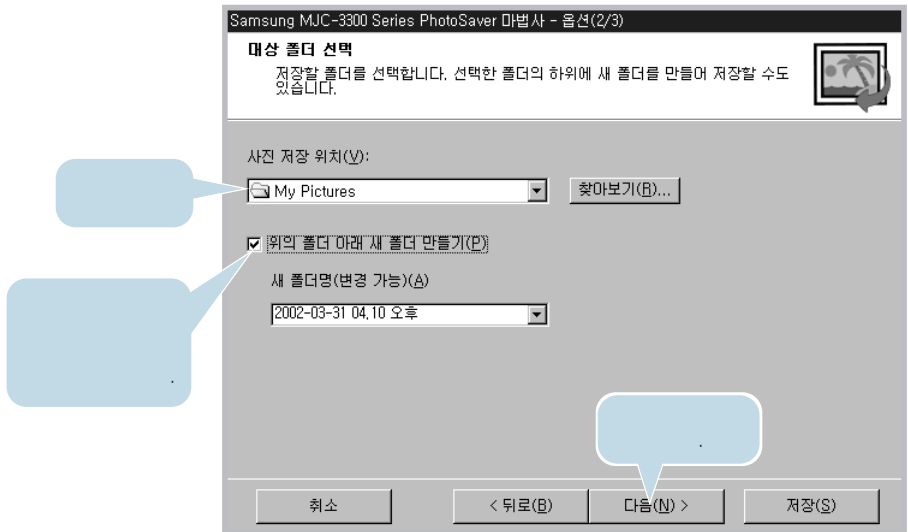 Samsung MJC-3300 Series PhotoSaver 마법사 - 옵션(2/3)
대상 폴더 선택
저장할 폴더를 선택합니다. 선택한 폴더의 하위에 새 폴더를 만들어 저장할 수도
있습니다.
사진 저장 위치(V):
My Pictures
찾아보기(R)...
위의 폴더 아래 새 폴더 만들기(P)
새 폴더명(변경 가능)(A)
2002-03-31 04,10 오후
.
.
취소
< 뒤로(B)
다음(N) >
저장(S)